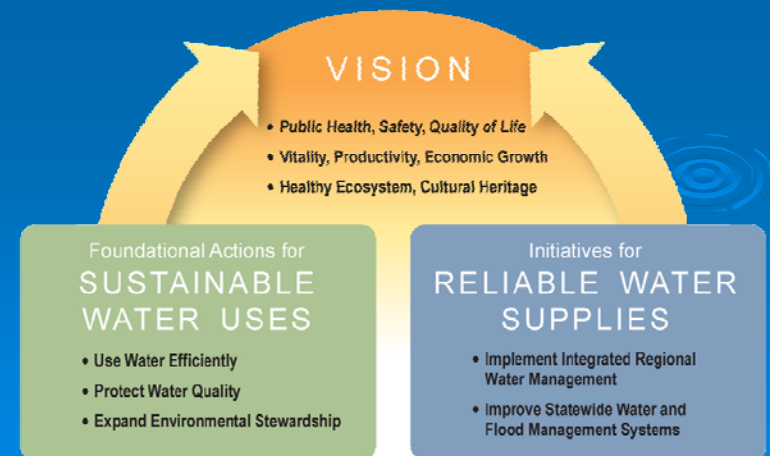 VISION
• Public Health, Safety, Quality of Life
• Vitality, Productivity, Economic Growth
• Healthy Ecosystem, Cultural Heritage
Foundational Actions for
SUSTAINABLE
WATER USES
• Use Water Efficiently
• Protect Water Quality
• Expand Environmental Stewardship
Initiatives for
RELIABLE WATER
SUPPLIES
• Implement Integrated Regional
Water Management
• Improve Statewide Water and
Flood Management Systems